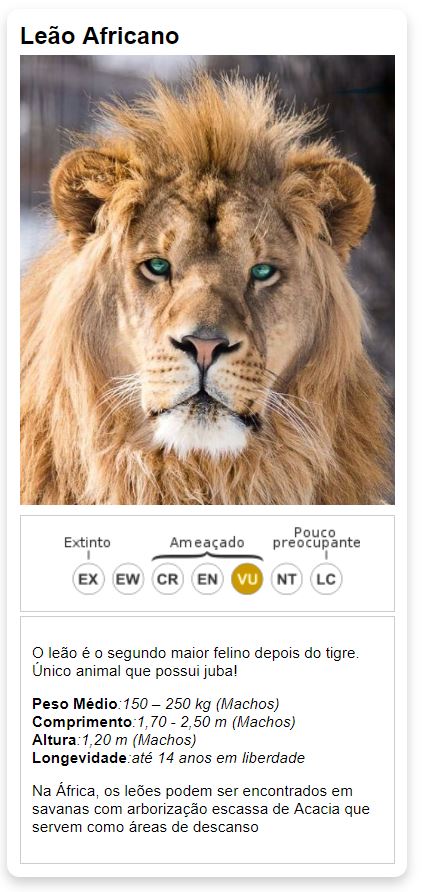 Leão Africano
Extinto
Ameaçado
Pouço
preocupante
EX EW CR EN VU NT LC
O leão é o segundo maior felino depois do tigre.
Único animal que possui juba!
Peso Médio:150 – 250 kg (Machos)
Comprimento:1,70 - 2,50 m (Machos)
Altura:1,20 m (Machos)
Longevidade:até 14 anos em liberdade
Na África, os leões podem ser encontrados em
savanas com arborização escassa de Acacia que
servem como áreas de descanso